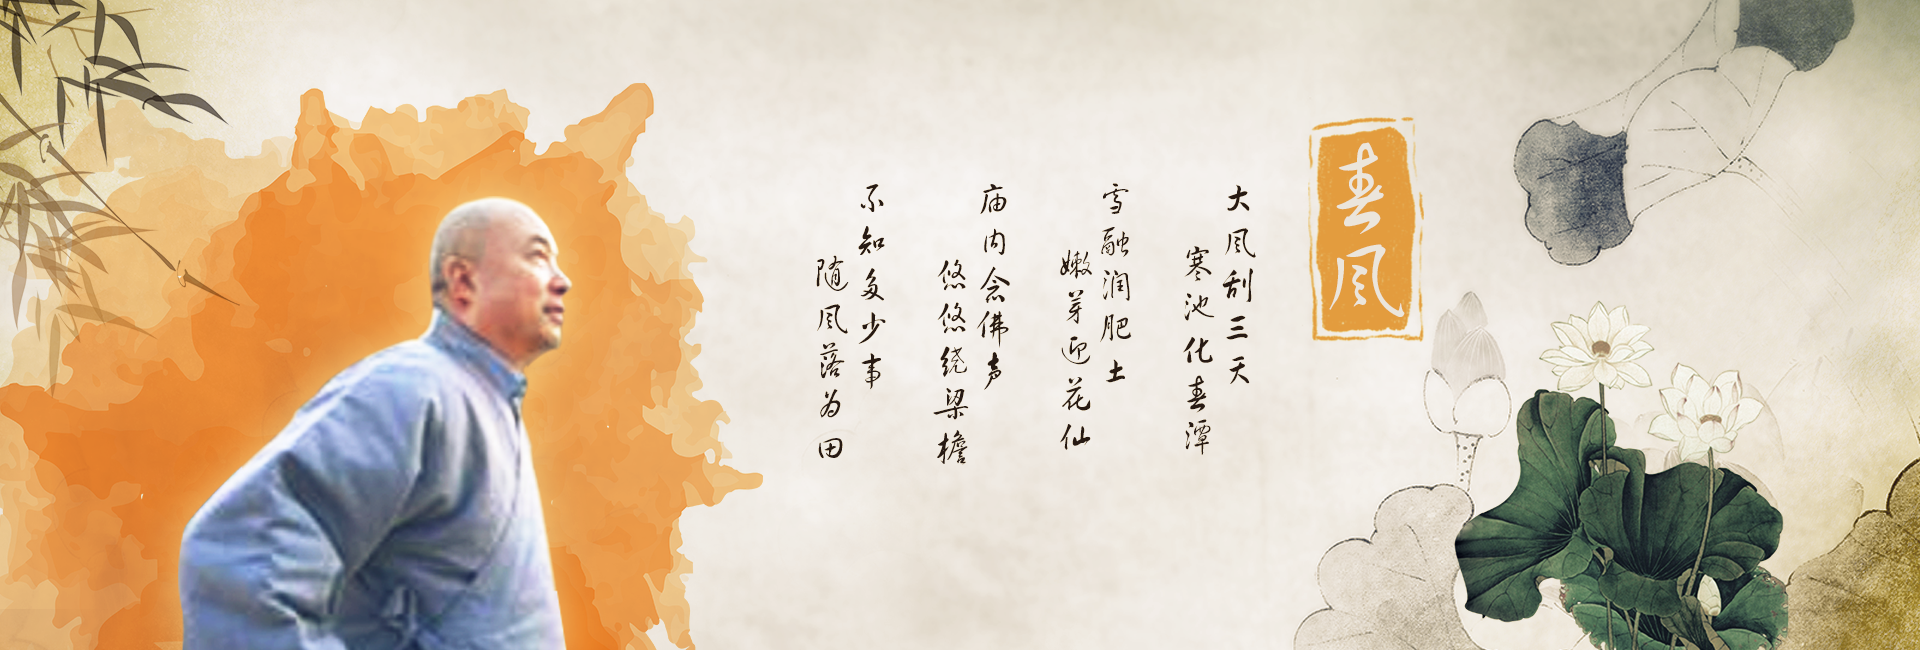 春风
大风刮三天
寒池化春潭
雪融润肥土
嫩芽迎花仙
庙内念佛声
悠悠绕梁檐
不知多少事
随风落为田